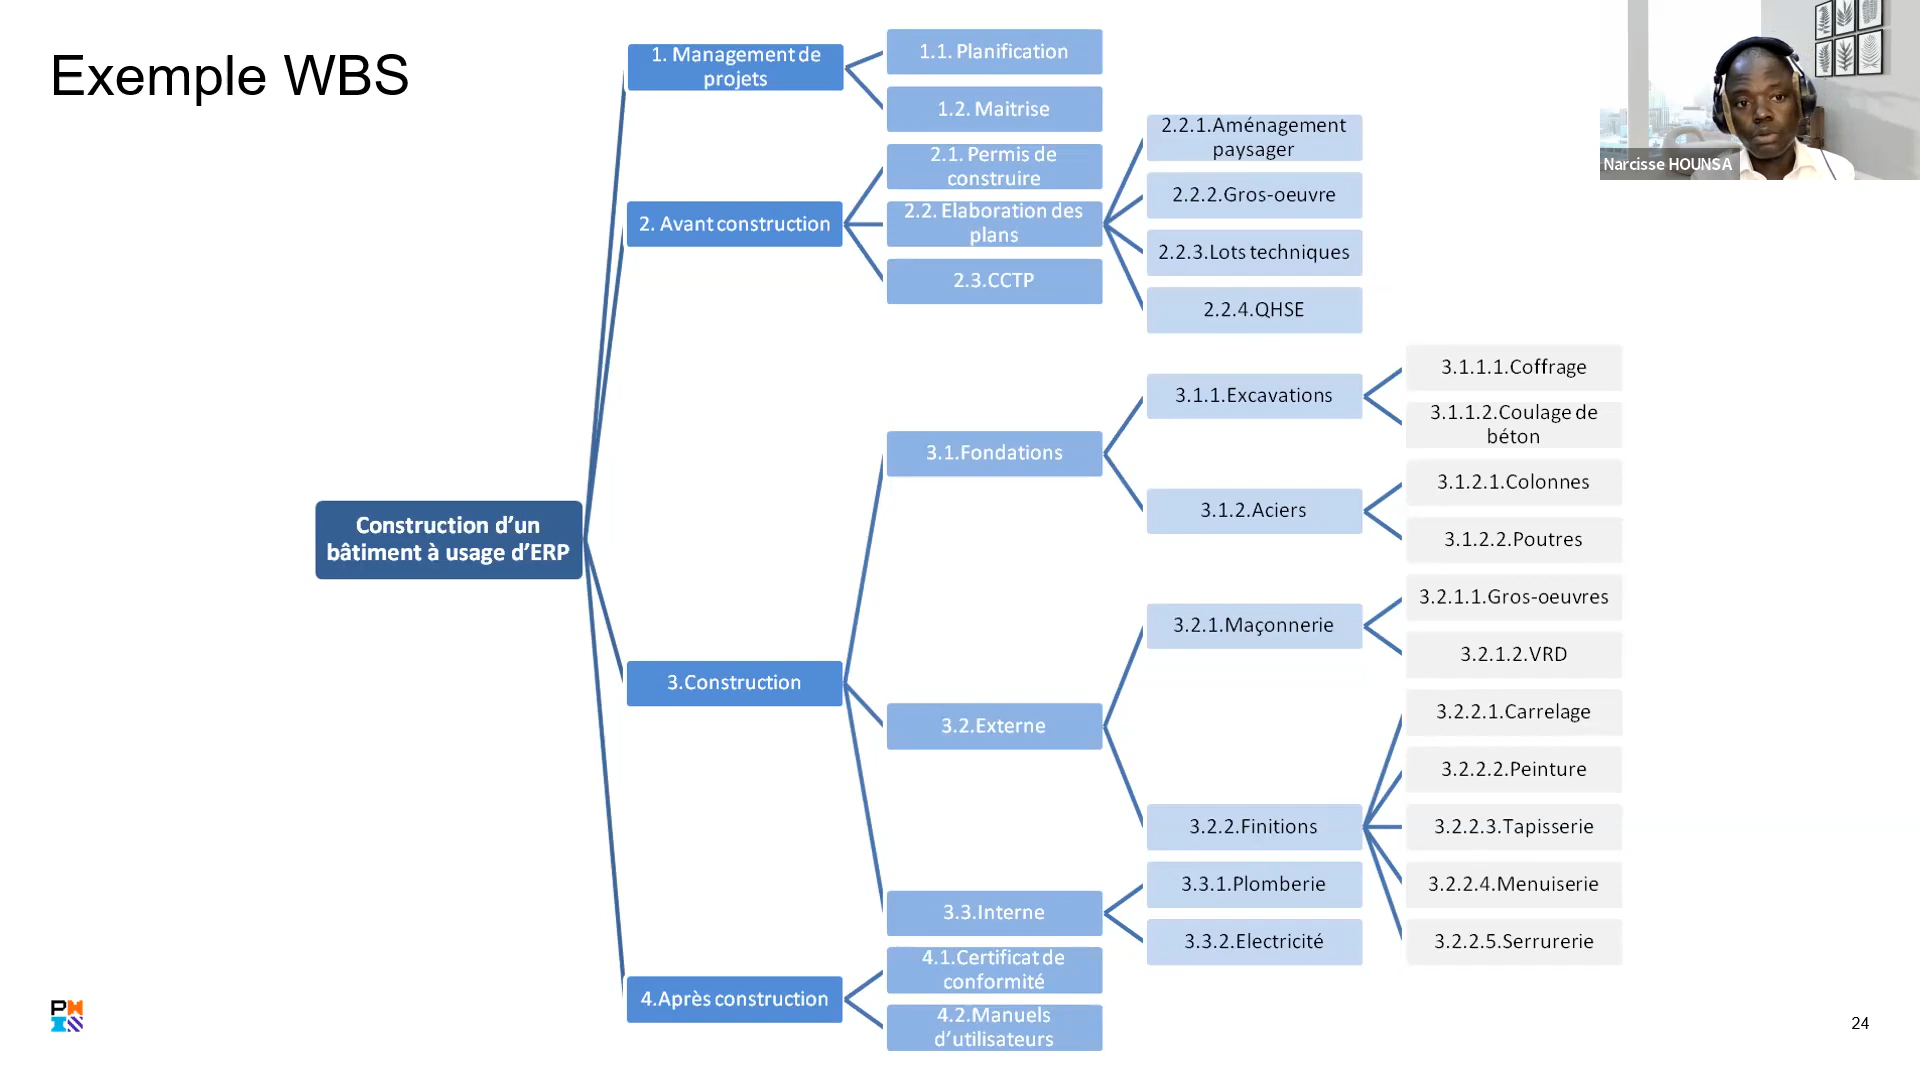 Exemple WBS
Construction d’un
bâtiment à usage d’ERP
1. Management de
projets
1.1. Planification
1.2. Maitrise
2. Avant construction
2.1. Permis de
construire
2.2. Elaboration des
plans
2.2.1.Aménagement
paysager
2.2.2.Gros-oeuvre
2.2.3.Lots techniques
2.2.4.QHSE
2.3.CCTP
3.Construction
3.1.Fondations
3.1.1.Excavations
3.1.1.1.Coffrage
3.1.1.2.Coulage de
béton
3.1.2.Aciers
3.1.2.1.Colonnes
3.1.2.2.Poutres
3.2.Externe
3.2.1.Maçonnerie
3.2.1.1.Gros-oeuvres
3.2.1.2.VRD
3.2.2.Finitions
3.2.2.1.Carrelage
3.2.2.2.Peinture
3.2.2.3.Tapisserie
3.2.2.4.Menuiserie
3.2.2.5.Serrurerie
3.3.Interne
3.3.1.Plomberie
3.3.2.Electricité
4.Après construction
4.1.Certificat de
conformité
4.2.Manuels
d’utilisateurs
Narcisse HOUNSA
24